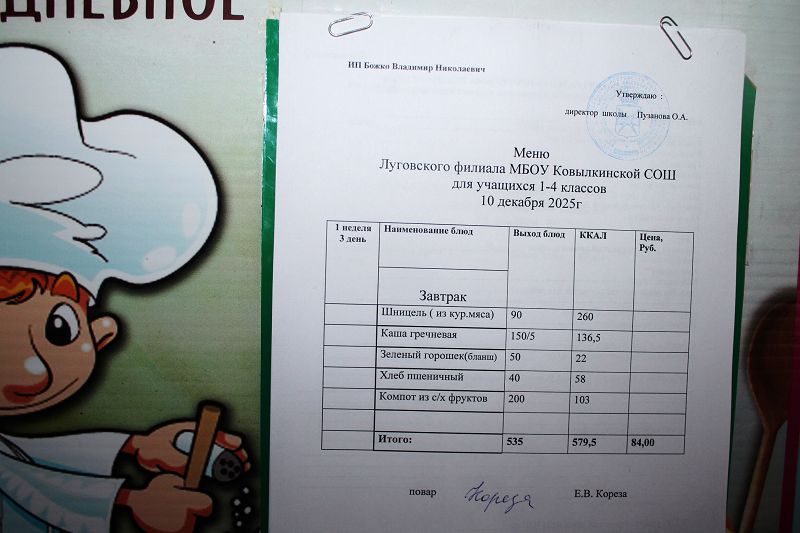 ДНЕВНОЕ
ИП Божко Владимир Николаевич
Утверждаю :
директор школы Пузанова О.А.
Меню
Луговского филиала МБОУ Ковылкинской СОШ
для учащихся 1-4 классов
10 декабря 2025г
1 неделя 3 день Наименование блюд Выход блюд ККАЛ Цена, Руб.
Завтрак
Шницель ( из кур.мяса) 90 260
Каша гречневая 150/5 136,5
Зеленый горошек(бланш) 50 22
Хлеб пшеничный 40 58
Компот из с/х фруктов 200 103
Итого: 535 579,5 84,00
повар Кореза Е.В. Кореза